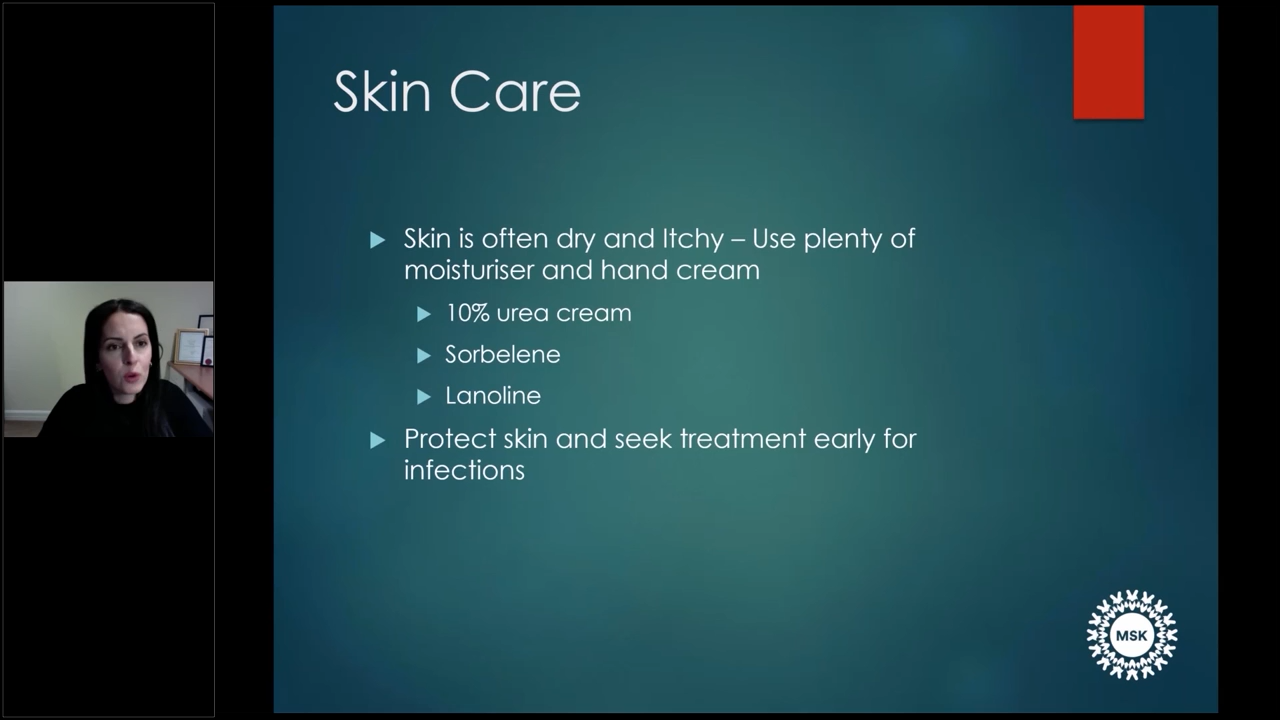 Skin Care
Skin is often dry and Itchy – Use plenty of
moisturiser and hand cream
10% urea cream
Sorbelene
Lanoline
Protect skin and seek treatment early for
infections
MSK